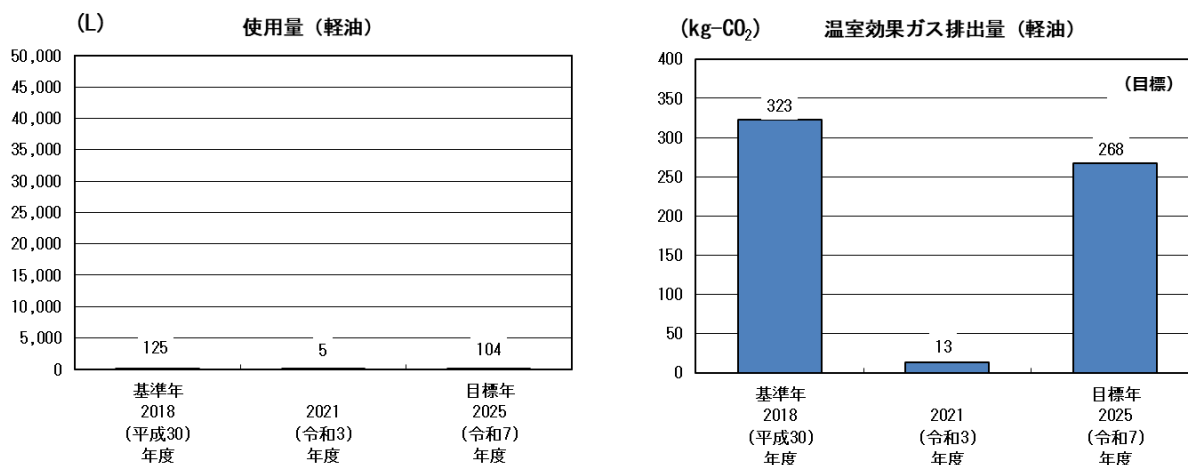 (L)
使用量（軽油）
50,000
45,000
40,000
35,000
30,000
25,000
20,000
15,000
10,000
5,000
0
125
5
104
基準年
2018
（平成30）
年度
2021
（令和3）
年度
目標年
2025
（令和7）
年度
(kg-CO₂)
温室効果ガス排出量（軽油）
400
350
300
250
200
150
100
50
0
（目標）
323
13
268
基準年
2018
（平成30）
年度
2021
（令和3）
年度
目標年
2025
（令和7）
年度